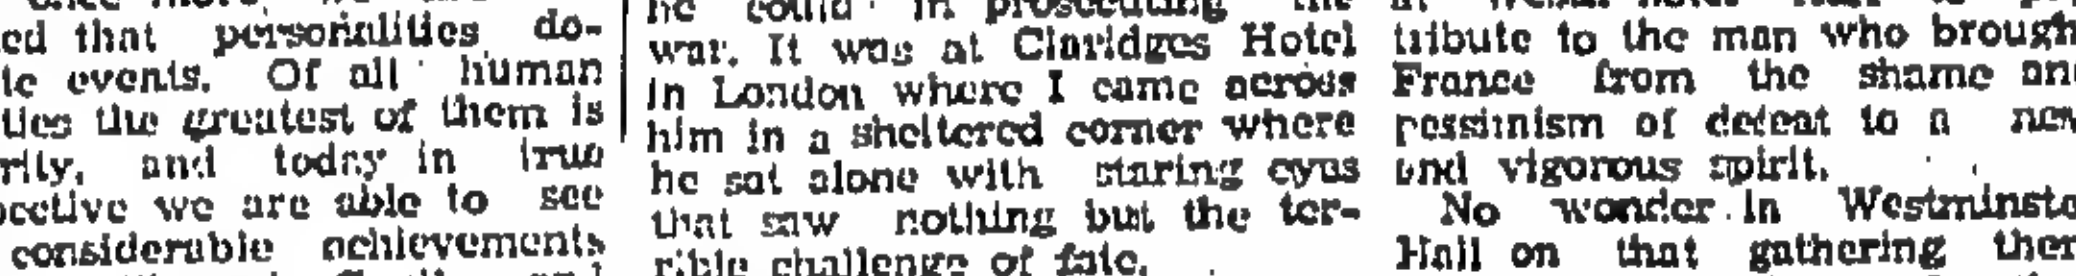 ed that personalities do-
te events. Of all human
ties the greatest of them is
rity, and today in true
pective we are able to see
considerable achievements
he could in prosecuting the
war. It was at Claridges Hotel
in London where I came across
him in a sheltered corner where
he sat alone with staring eyes
that saw nothing but the ter-
rible challenge of fate.
tribute to the man who brough
France from the shame an
pessimism of defeat to a new
and vigorous spirit.
No wonder in Westminste
Hall on that gathering ther